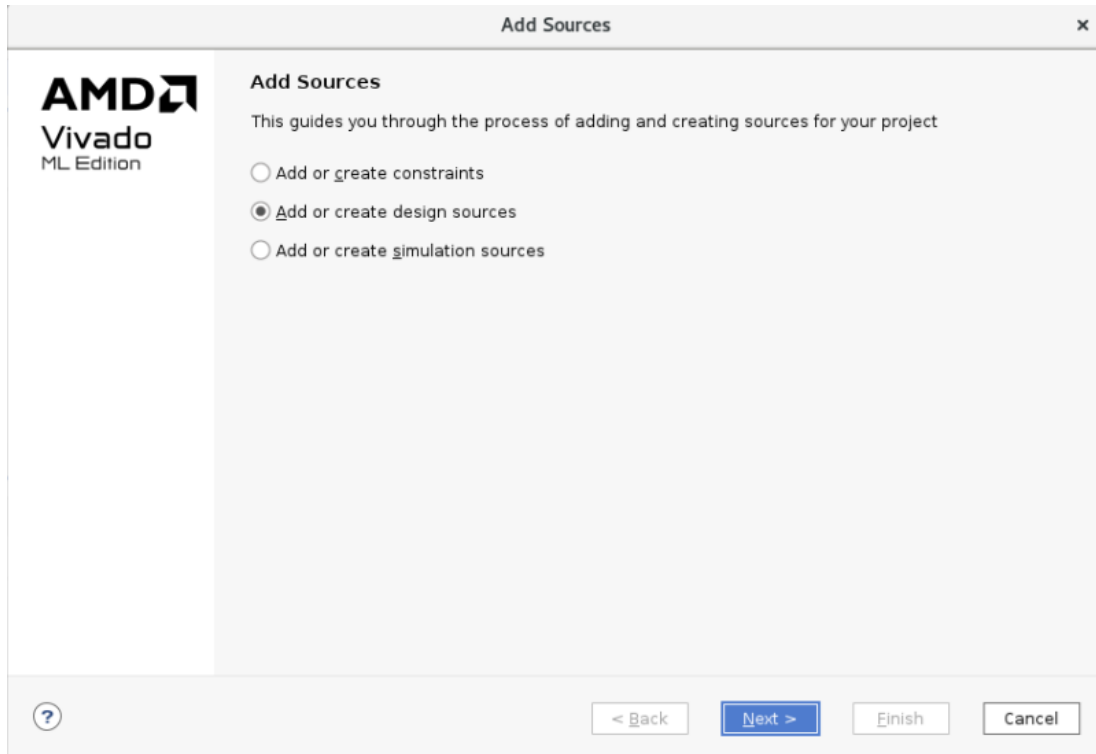 Add Sources
×
AMD
Vivado
ML Edition
Add Sources
This guides you through the process of adding and creating sources for your project
Add or create constraints
Add or create design sources
Add or create simulation sources
?
< Back
Next >
Finish
Cancel